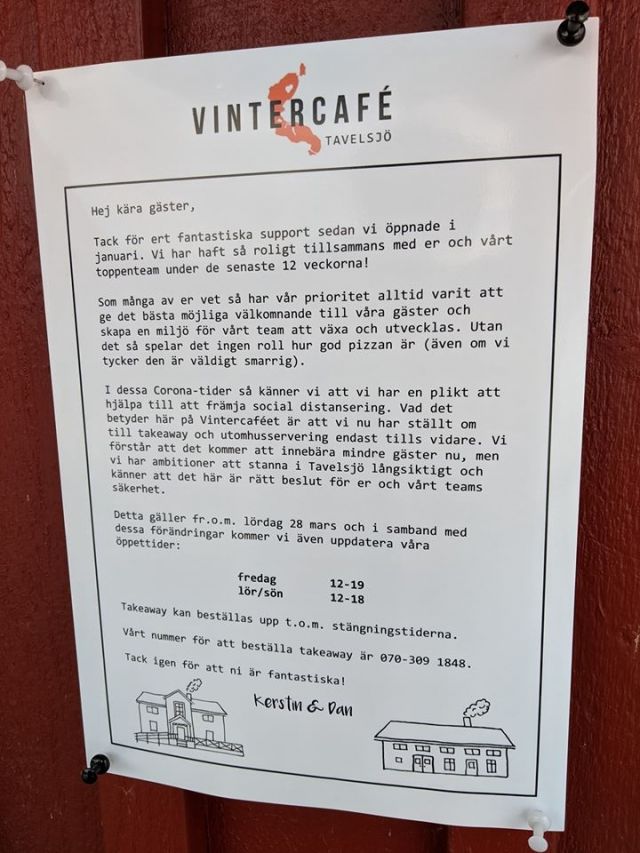 VINTERCAFÉ
TAVELSJÖ
Hej kära gäster,
Tack för ert fantastiska support sedan vi öppnade i
januari. Vi har haft så roligt tillsammans med er och vårt
toppenteam under de senaste 12 veckorna!
Som många av er vet så har vår prioritet alltid varit att
ge det bästa möjliga välkomnande till våra gäster och
skapa en miljö för vårt team att växa och utvecklas. Utan
det så spelar det ingen roll hur god pizzan är (även om vi
tycker den är väldigt smarrig).
I dessa Corona-tider så känner vi att vi har en plikt att
hjälpa till att främja social distansering. Vad det
betyder här på Vintercaféet är att vi nu har ställt om
till takeaway och utomhusservering endast tills vidare. Vi
förstår att det kommer att innebära mindre gäster nu, men
vi har ambitioner att stanna i Tavelsjö långsiktigt och
känner att det här är rätt beslut för er och vårt teams
säkerhet.
Detta gäller fr.o.m. lördag 28 mars och i samband med
dessa förändringar kommer vi även uppdatera våra
öppettider:
fredag 12-19
lör/sön 12-18
Takeaway kan beställas upp t.o.m. stängningstiderna.
Vårt nummer för att beställa takeaway är 070-309 1848.
Tack igen för att ni är fantastiska!
Kerstin & Dan